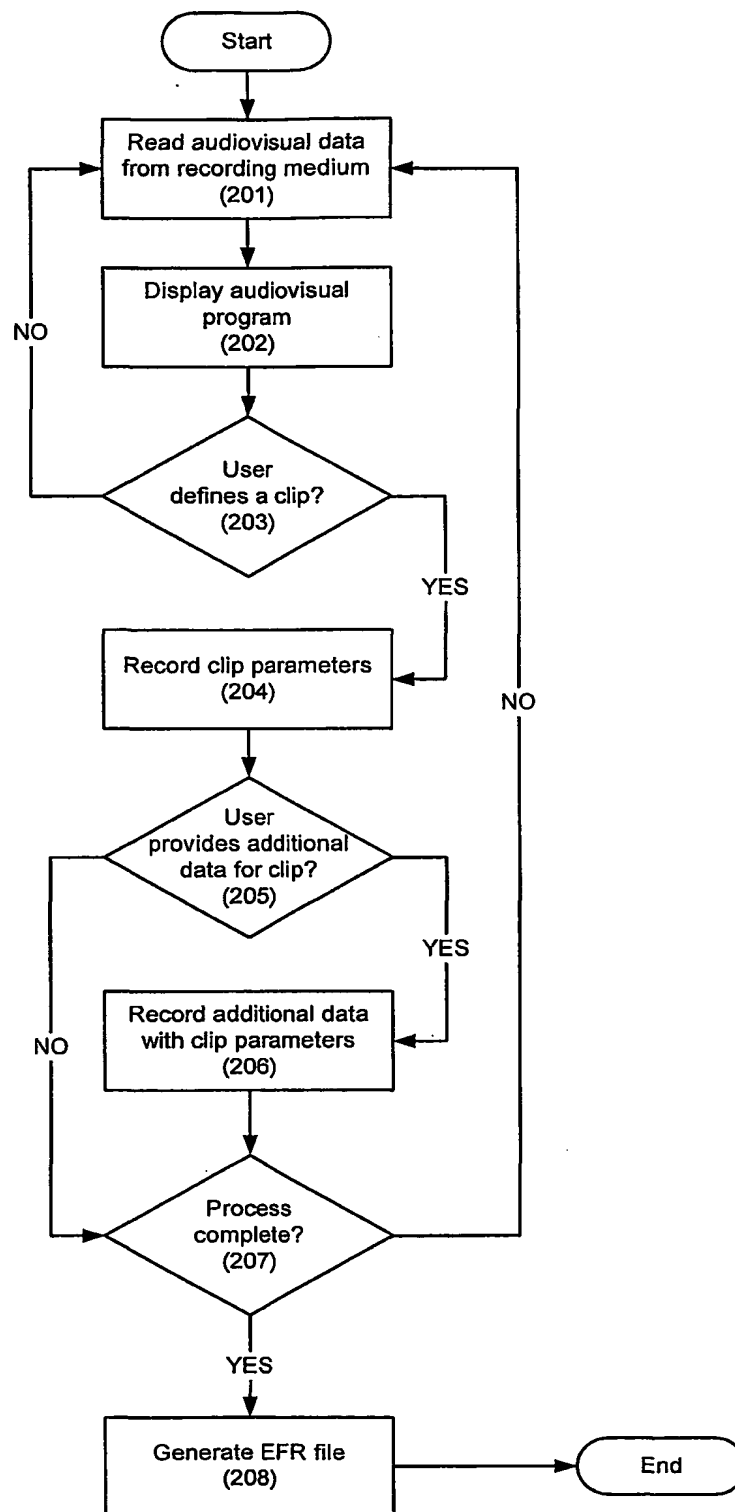 Start
Read audiovisual data
from recording medium
(201)
Display audiovisual
program
(202)
NO
User
defines a clip?
(203)
YES
Record clip parameters
(204)
NO
User
provides additional
data for clip?
(205)
YES
Record additional data
with clip parameters
(206)
NO
Process
complete?
(207)
YES
Generate EFR file
(208)
End